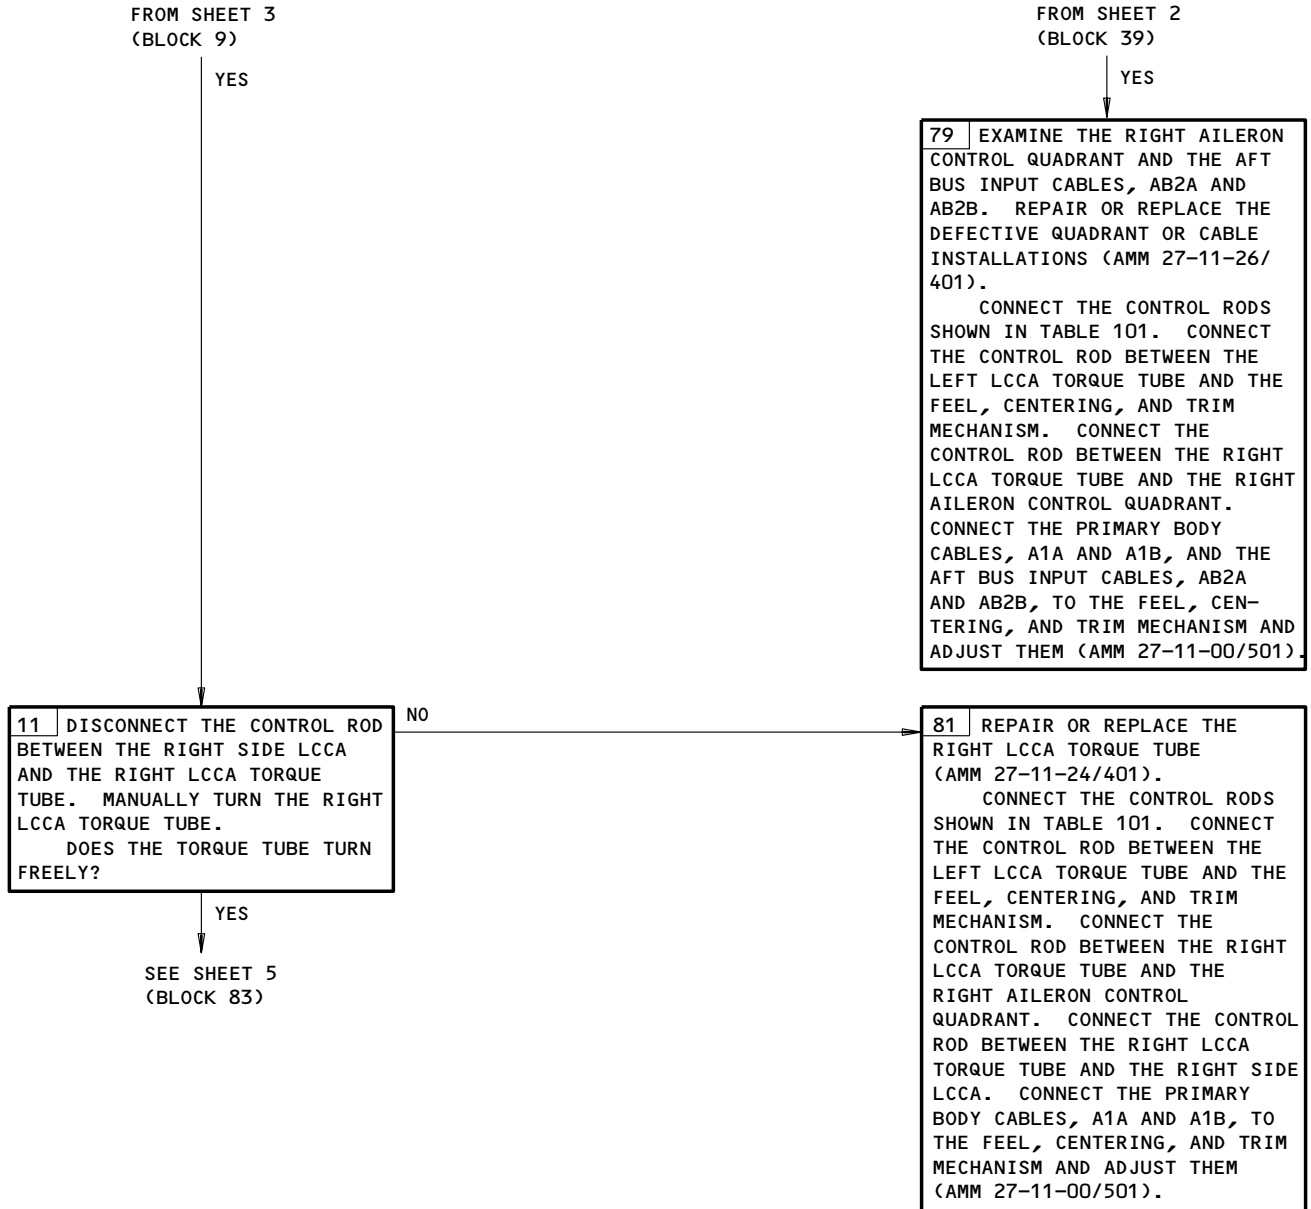 FROM SHEET 3
(BLOCK 9)
YES
FROM SHEET 2
(BLOCK 39)
YES
79 EXAMINE THE RIGHT AILERON
CONTROL QUADRANT AND THE AFT
BUS INPUT CABLES, AB2A AND
AB2B. REPAIR OR REPLACE THE
DEFECTIVE QUADRANT OR CABLE
INSTALLATIONS (AMM 27-11-26/
401).
CONNECT THE CONTROL RODS
SHOWN IN TABLE 101. CONNECT
THE CONTROL ROD BETWEEN THE
LEFT LCCA TORQUE TUBE AND THE
FEEL, CENTERING, AND TRIM
MECHANISM. CONNECT THE
CONTROL ROD BETWEEN THE RIGHT
LCCA TORQUE TUBE AND THE RIGHT
AILERON CONTROL QUADRANT.
CONNECT THE PRIMARY BODY
CABLES, A1A AND A1B, AND THE
AFT BUS INPUT CABLES, AB2A
AND AB2B, TO THE FEEL, CEN-
TERING, AND TRIM MECHANISM AND
ADJUST THEM (AMM 27-11-00/501).
11 DISCONNECT THE CONTROL ROD
BETWEEN THE RIGHT SIDE LCCA
AND THE RIGHT LCCA TORQUE
TUBE. MANUALLY TURN THE RIGHT
LCCA TORQUE TUBE.
DOES THE TORQUE TUBE TURN
FREELY?
NO
YES
SEE SHEET 5
(BLOCK 83)
81 REPAIR OR REPLACE THE
RIGHT LCCA TORQUE TUBE
(AMM 27-11-24/401).
CONNECT THE CONTROL RODS
SHOWN IN TABLE 101. CONNECT
THE CONTROL ROD BETWEEN THE
LEFT LCCA TORQUE TUBE AND THE
FEEL, CENTERING, AND TRIM
MECHANISM. CONNECT THE
CONTROL ROD BETWEEN THE RIGHT
LCCA TORQUE TUBE AND THE
RIGHT AILERON CONTROL
QUADRANT. CONNECT THE CONTROL
ROD BETWEEN THE RIGHT LCCA
TORQUE TUBE AND THE RIGHT SIDE
LCCA. CONNECT THE PRIMARY
BODY CABLES, A1A AND A1B, TO
THE FEEL, CENTERING, AND TRIM
MECHANISM AND ADJUST THEM
(AMM 27-11-00/501).